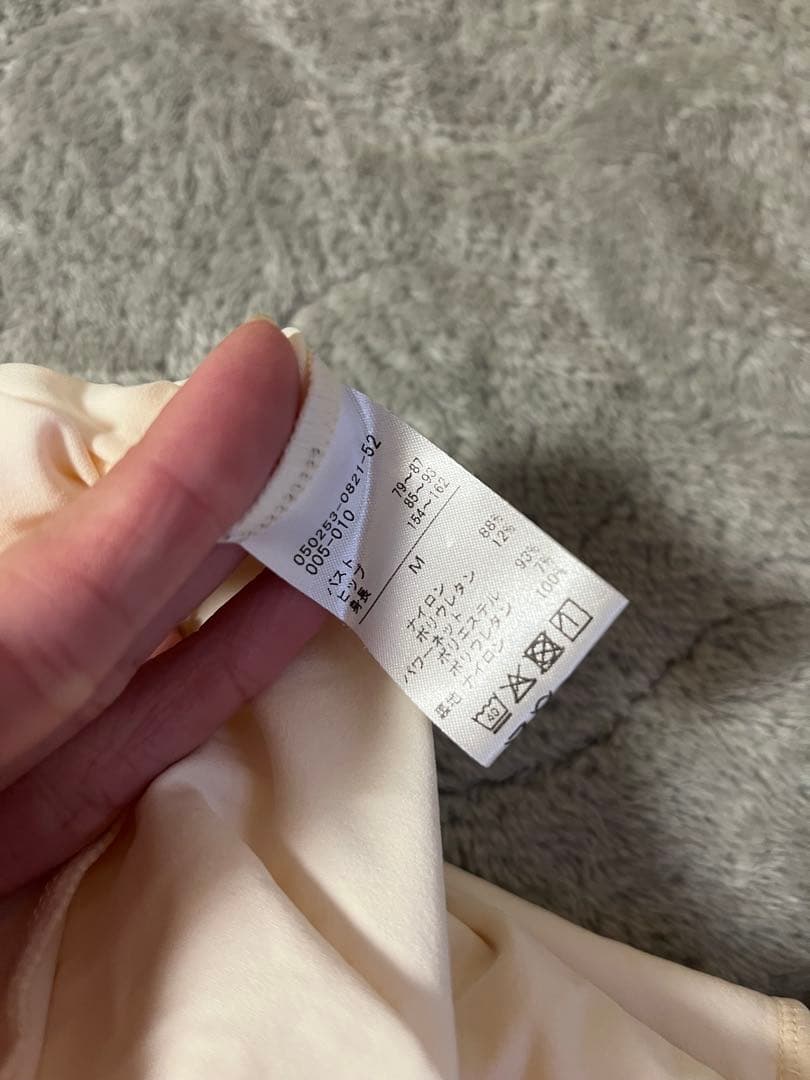 050253-0821-52
005-010
バスト 79～87
ヒップ 85～93
身長 154～162
M
ナイロン 88%
ポリウレタン 12%
パワーネット
ポリエステル 93%
ポリウレタン 7%
裏地 ナイロン 100%
40